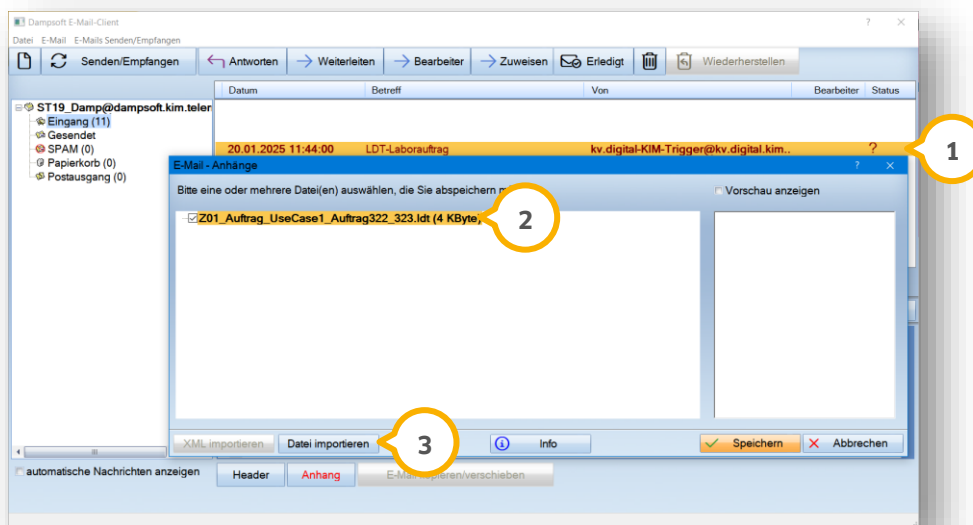 Dampsoft E-Mail-Client
Datei E-Mail E-Mails Senden/Empfangen
Senden/Empfangen Antworten Weiterleiten Bearbeiter Zuweisen Erledigt Wiederherstellen
Datum Betreff Von Bearbeiter Status
ST19_Damp@dampsoft.kim.teler
Eingang (11)
Gesendet
SPAM (0)
20.01.2025 11:44:00 LDT-Laborauftrag kv.digital-KIM-Trigger@kv.digital.kim.. ?
1
Papierkorb (0)
Postausgang (0)
E-Mail - Anhänge
Bitte eine oder mehrere Datei(en) auswählen, die Sie abspeichern
Vorschau anzeigen
Z01_Auftrag_UseCase1_Auftrag322_323.ldt (4 KByte)
2
XML importieren Datei importieren Info Speichern Abbrechen
3
automatische Nachrichten anzeigen
Header Anhang E-Mail kopieren/verschieben